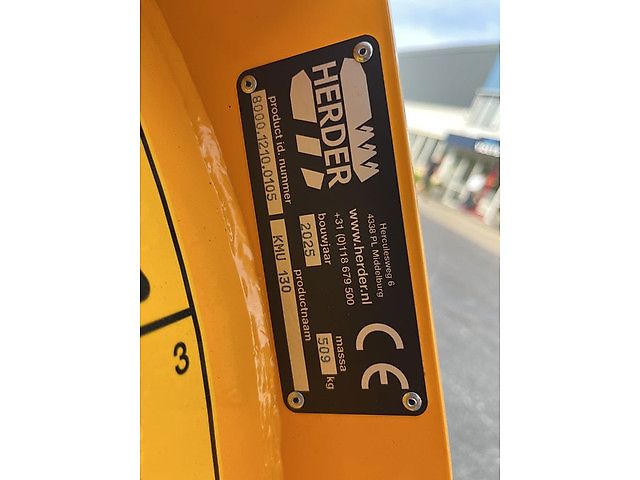 HERDER
Herculesweg 6
4338 PL Middelburg
www.herder.nl
+31 (0)118 679 500
bouwjaar
2025
massa
509 kg
product id. nummer
8000.1210.0105
productnaam
KMU 130
CE
3